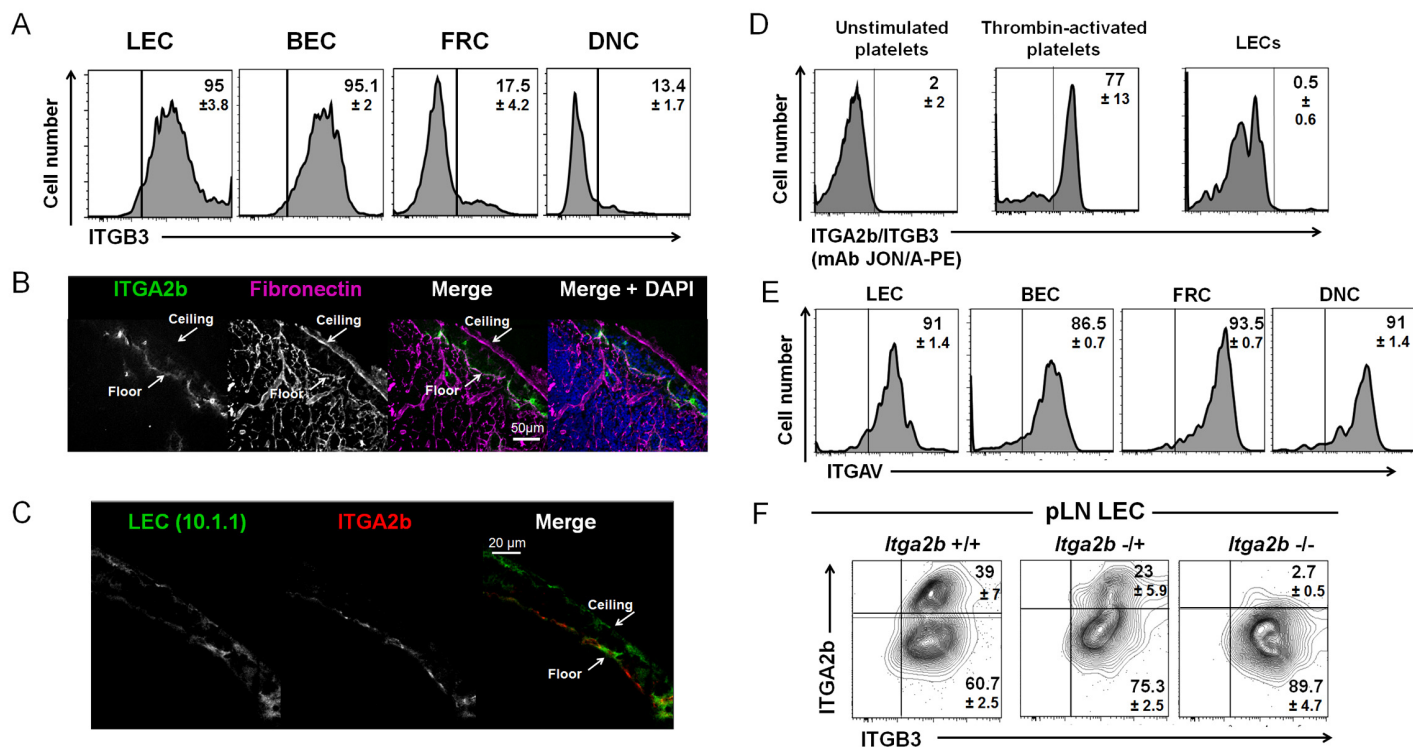 A
LEC
BEC
FRC
DNC
95
±3.8
95.1
± 2
17.5
± 4.2
13.4
± 1.7
Cell number
ITGB3
B
ITGA2b
Fibronectin
Merge
Merge + DAPI
Ceiling
Floor
Ceiling
Floor
Ceiling
Floor
50µm
C
LEC (10.1.1)
ITGA2b
Merge
20 µm
Ceiling
Floor
D
Unstimulated
platelets
Thrombin-activated
platelets
LECs
2
± 2
77
± 13
0.5
±
0.6
Cell number
ITGA2b/ITGB3
(mAb JON/A-PE)
E
LEC
BEC
FRC
DNC
91
± 1.4
86.5
± 0.7
93.5
± 0.7
91
± 1.4
Cell number
ITGAV
F
pLN LEC
Itga2b +/+
Itga2b -/+
Itga2b -/-
39
± 7
23
± 5.9
2.7
± 0.5
60.7
± 2.5
75.3
± 2.5
89.7
± 4.7
ITGA2b
ITGB3